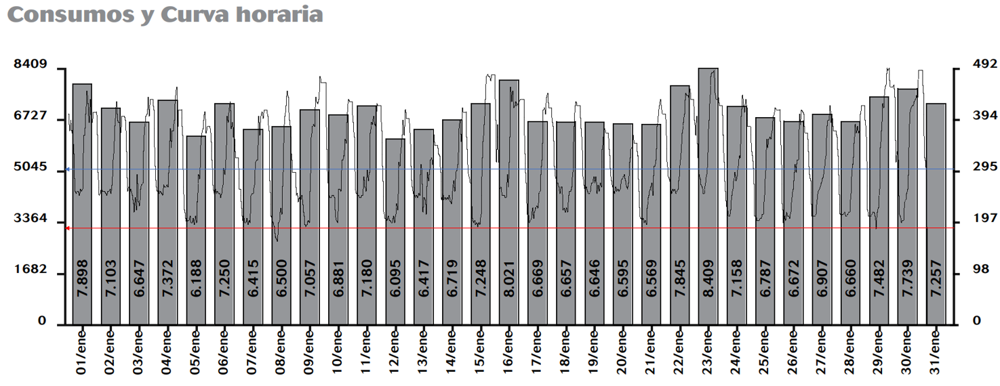 Consumos y Curva horaria
8409
6727
5045
3364
1682
0
492
394
295
197
98
0
7.898
7.103
6.647
7.372
6.188
7.250
6.415
6.500
7.057
6.881
7.180
6.095
6.417
6.719
7.248
8.021
6.669
6.657
6.646
6.595
6.569
7.845
8.409
7.158
6.787
6.672
6.907
6.660
7.482
7.739
7.257
01/ene
02/ene
03/ene
04/ene
05/ene
06/ene
07/ene
08/ene
09/ene
10/ene
11/ene
12/ene
13/ene
14/ene
15/ene
16/ene
17/ene
18/ene
19/ene
20/ene
21/ene
22/ene
23/ene
24/ene
25/ene
26/ene
27/ene
28/ene
29/ene
30/ene
31/ene